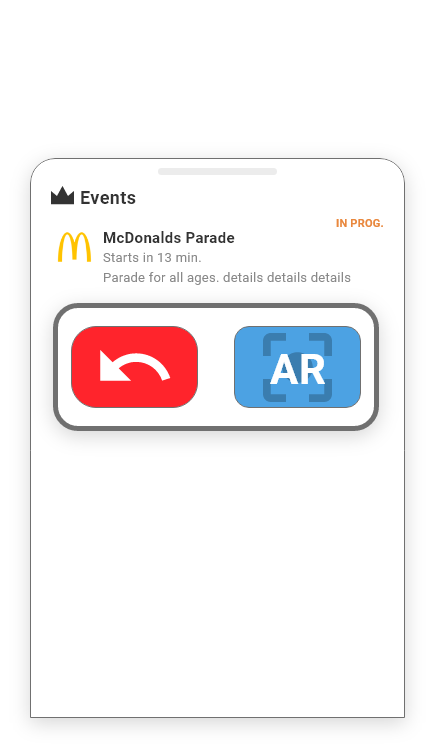 Events
IN PROG.
McDonalds Parade
Starts in 13 min.
Parade for all ages. details details details
AR